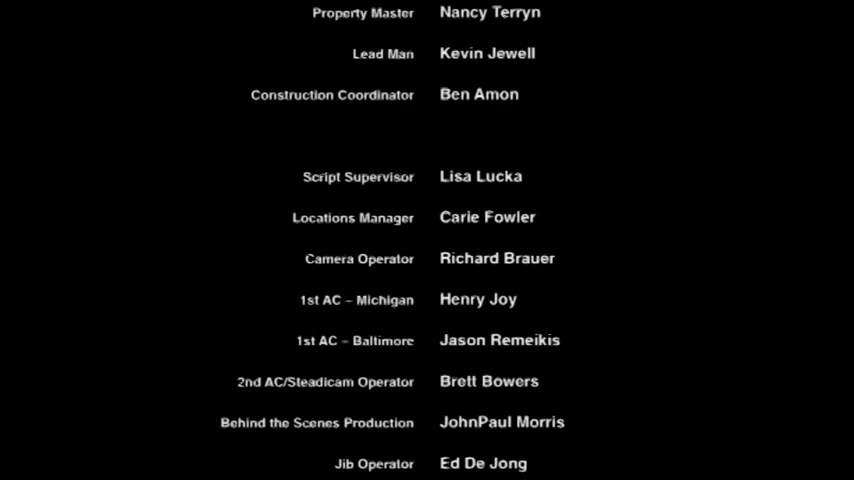 Property Master Nancy Terryn
Lead Man Kevin Jewell
Construction Coordinator Ben Amon
Script Supervisor Lisa Lucka
Locations Manager Carie Fowler
Camera Operator Richard Brauer
1st AC – Michigan Henry Joy
1st AC – Baltimore Jason Remeikis
2nd AC/Steadicam Operator Brett Bowers
Behind the Scenes Production JohnPaul Morris
Jib Operator Ed De Jong